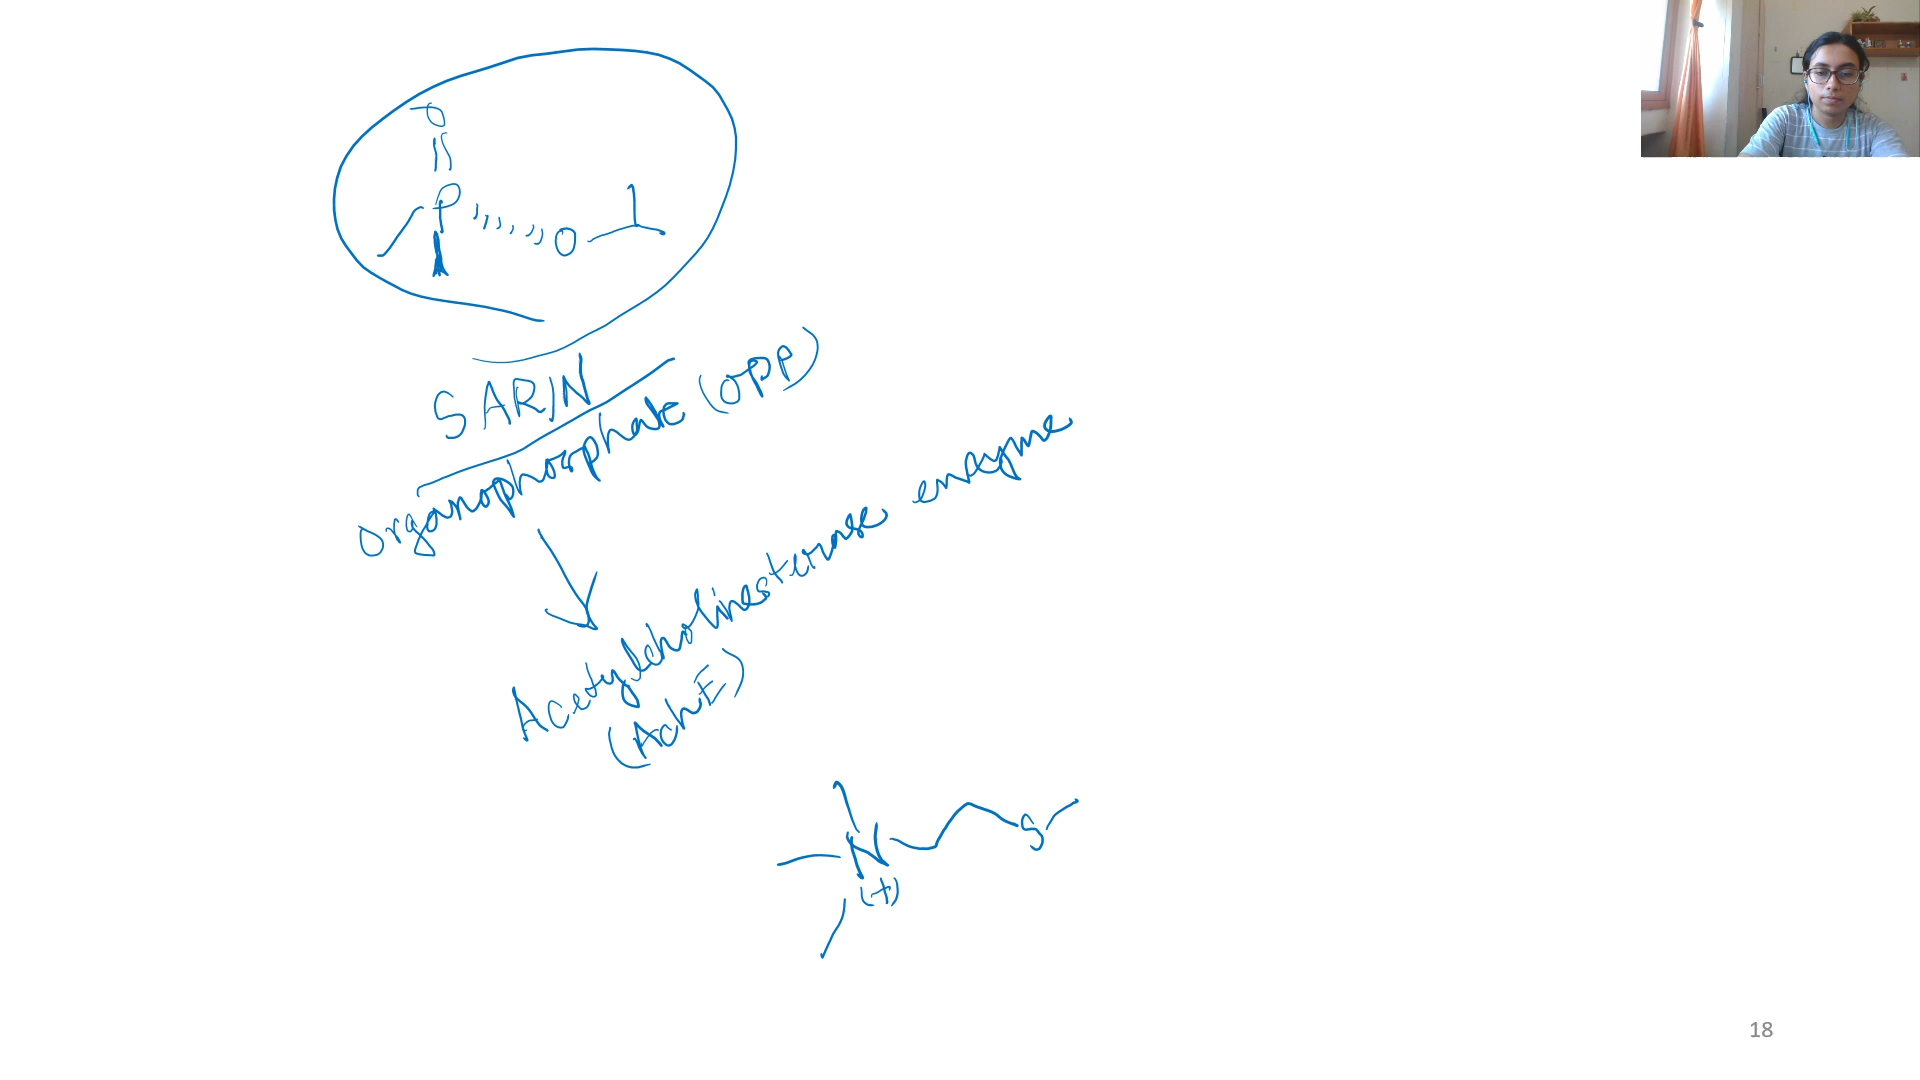 O
P
O
SARIN
organophosphate (OPP)
Acetylcholinesterase enzyme
(AchE)
N
S
(+)
18